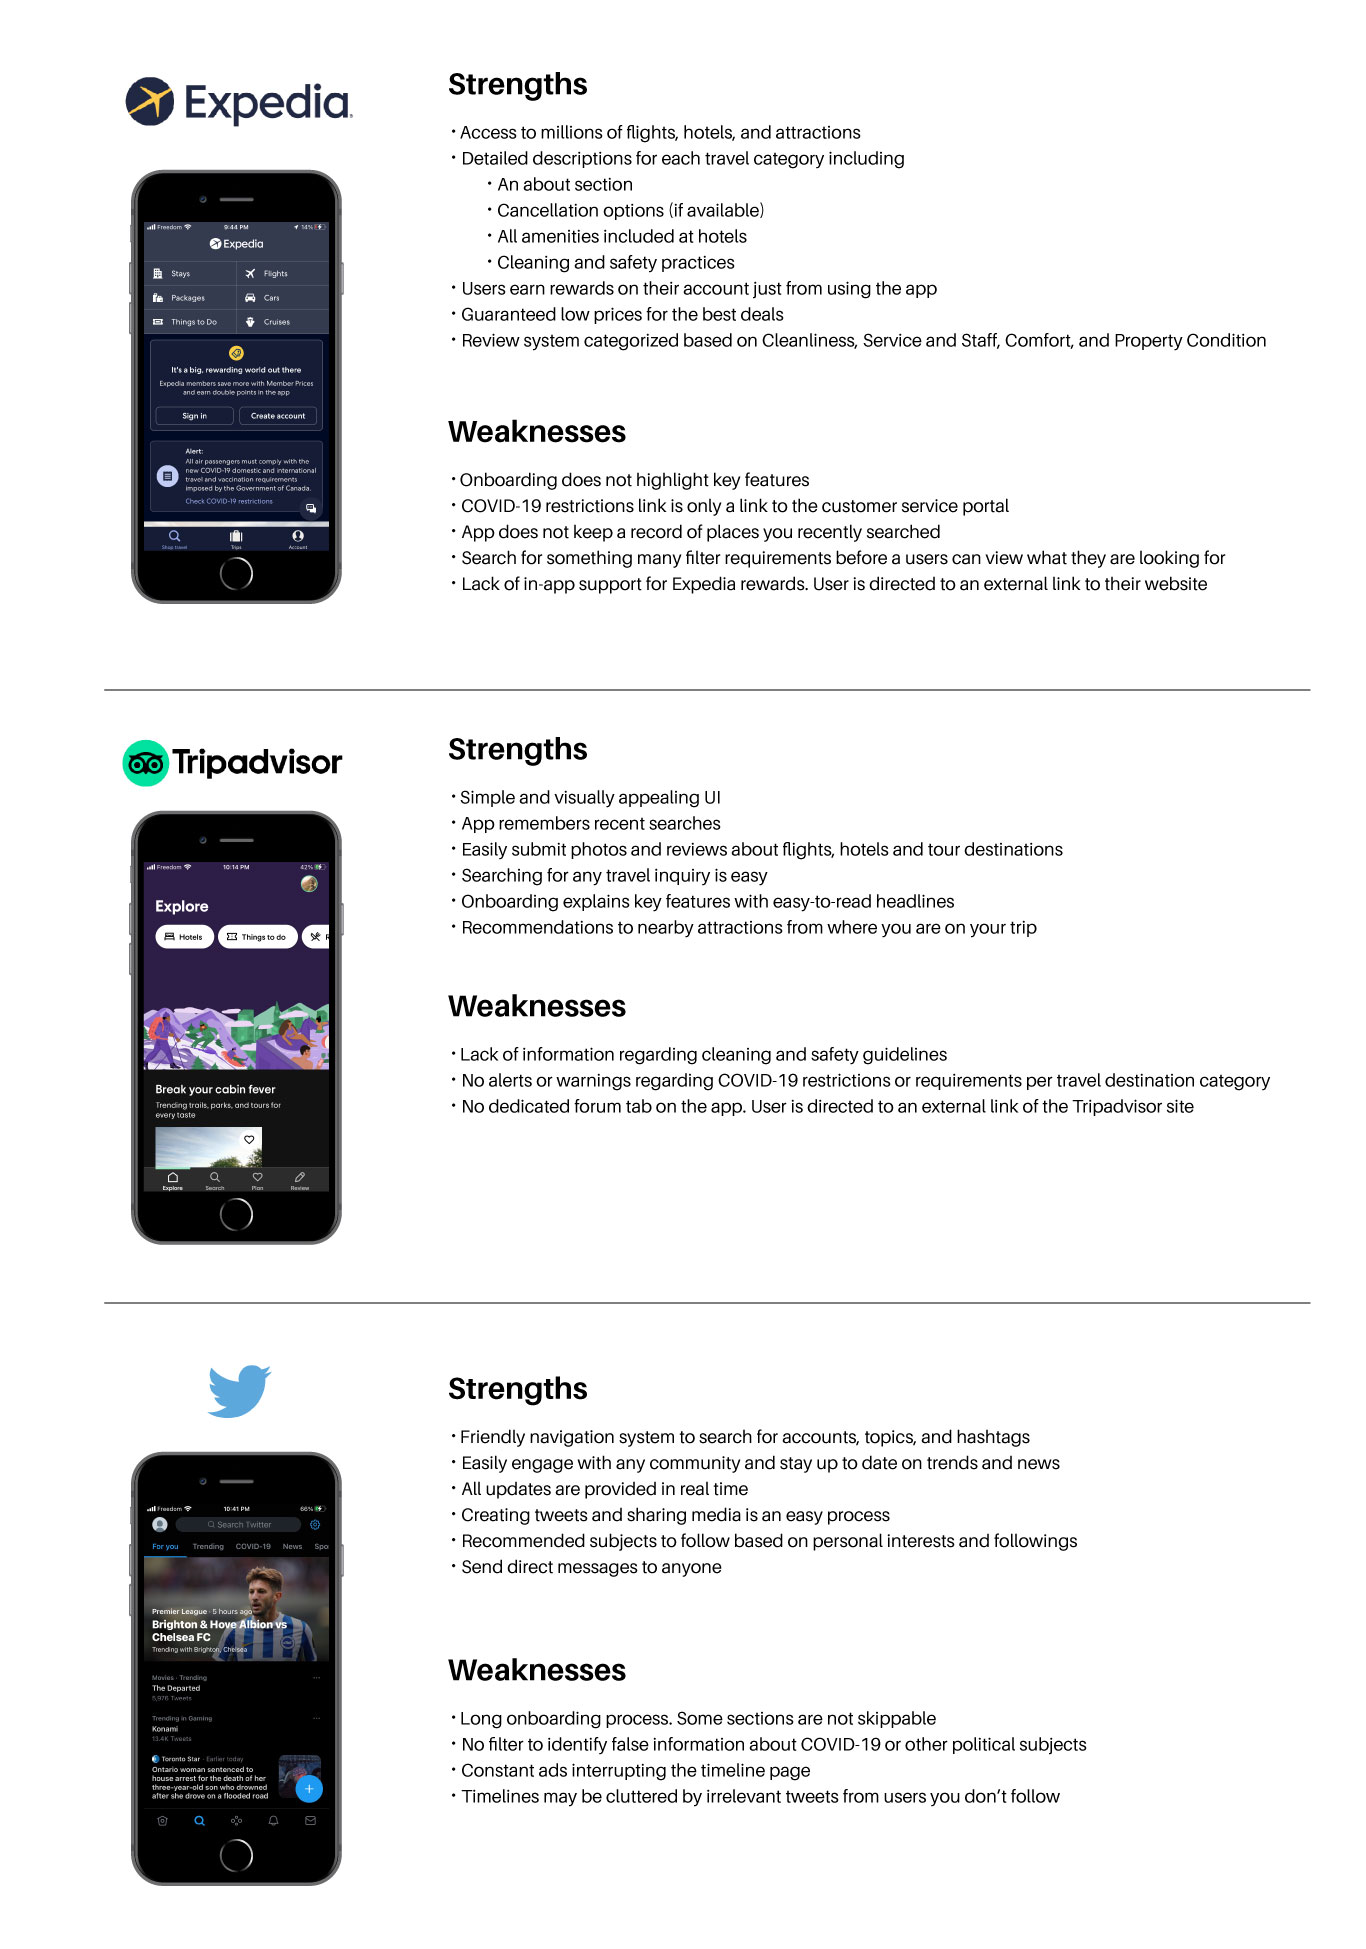 Expedia
Strengths
• Access to millions of flights, hotels, and attractions
• Detailed descriptions for each travel category including
• An about section
• Cancellation options (if available)
• All amenities included at hotels
• Cleaning and safety practices
• Users earn rewards on their account just from using the app
• Guaranteed low prices for the best deals
• Review system categorized based on Cleanliness, Service and Staff, Comfort, and Property Condition
Freedom 9:44 PM 14%
Expedia
Stays Flights
Packages Cars
Things to Do Cruises
It's a big, rewarding world out there
Expedia members save more with Member Prices
and earn double points in the app
Sign in Create account
Alert:
All air passengers must comply with the
new COVID-19 domestic and international
travel and vaccination requirements
imposed by the Government of Canada.
Check COVID-19 restrictions
Shop travel Trips Account
Weaknesses
• Onboarding does not highlight key features
• COVID-19 restrictions link is only a link to the customer service portal
• App does not keep a record of places you recently searched
• Search for something many filter requirements before a users can view what they are looking for
• Lack of in-app support for Expedia rewards. User is directed to an external link to their website
Tripadvisor
Strengths
• Simple and visually appealing UI
• App remembers recent searches
• Easily submit photos and reviews about flights, hotels and tour destinations
• Searching for any travel inquiry is easy
• Onboarding explains key features with easy-to-read headlines
• Recommendations to nearby attractions from where you are on your trip
Freedom 10:14 PM 42%
Explore
Hotels Things to do R
Break your cabin fever
Trending trails, parks, and tours for
every taste
Explore Search Plan Review
Weaknesses
• Lack of information regarding cleaning and safety guidelines
• No alerts or warnings regarding COVID-19 restrictions or requirements per travel destination category
• No dedicated forum tab on the app. User is directed to an external link of the Tripadvisor site
Strengths
• Friendly navigation system to search for accounts, topics, and hashtags
• Easily engage with any community and stay up to date on trends and news
• All updates are provided in real time
• Creating tweets and sharing media is an easy process
• Recommended subjects to follow based on personal interests and followings
• Send direct messages to anyone
Freedom 10:41 PM 66%
Search Twitter
For you Trending COVID-19 News Spo
Premier League · 5 hours ago
Brighton & Hove Albion vs
Chelsea FC
Trending with Brighton, Chelsea
Movies · Trending
The Departed
5,976 Tweets
Trending in Gaming
Konami
13.4K Tweets
Toronto Star · Earlier today
Ontario woman sentenced to
house arrest for the death of her
three-year-old son who drowned
after she drove on a flooded road
Weaknesses
• Long onboarding process. Some sections are not skippable
• No filter to identify false information about COVID-19 or other political subjects
• Constant ads interrupting the timeline page
• Timelines may be cluttered by irrelevant tweets from users you don't follow